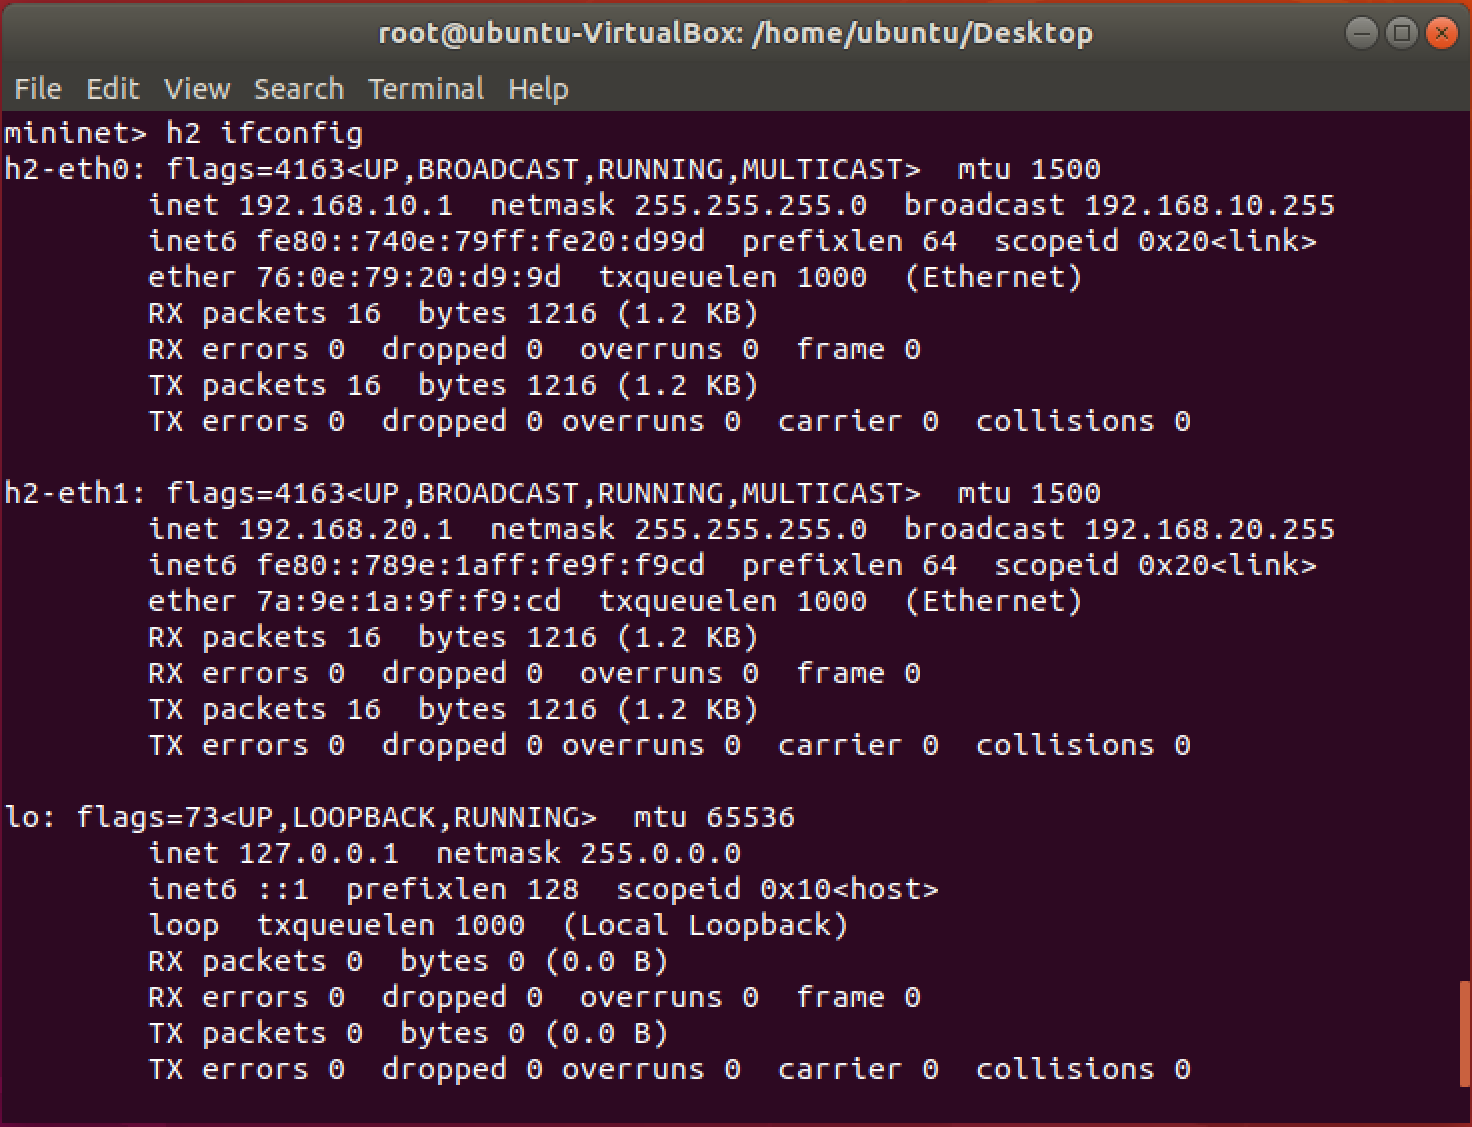 root@ubuntu-VirtualBox: /home/ubuntu/Desktop
File Edit View Search Terminal Help
mininet> h2 ifconfig
h2-eth0: flags=4163<UP,BROADCAST,RUNNING,MULTICAST>  mtu 1500
        inet 192.168.10.1  netmask 255.255.255.0  broadcast 192.168.10.255
        inet6 fe80::740e:79ff:fe20:d99d  prefixlen 64  scopeid 0x20<link>
        ether 76:0e:79:20:d9:9d  txqueuelen 1000  (Ethernet)
        RX packets 16  bytes 1216 (1.2 KB)
        RX errors 0  dropped 0  overruns 0  frame 0
        TX packets 16  bytes 1216 (1.2 KB)
        TX errors 0  dropped 0 overruns 0  carrier 0  collisions 0

h2-eth1: flags=4163<UP,BROADCAST,RUNNING,MULTICAST>  mtu 1500
        inet 192.168.20.1  netmask 255.255.255.0  broadcast 192.168.20.255
        inet6 fe80::789e:1aff:fe9f:f9cd  prefixlen 64  scopeid 0x20<link>
        ether 7a:9e:1a:9f:f9:cd  txqueuelen 1000  (Ethernet)
        RX packets 16  bytes 1216 (1.2 KB)
        RX errors 0  dropped 0  overruns 0  frame 0
        TX packets 16  bytes 1216 (1.2 KB)
        TX errors 0  dropped 0 overruns 0  carrier 0  collisions 0

lo: flags=73<UP,LOOPBACK,RUNNING>  mtu 65536
        inet 127.0.0.1  netmask 255.0.0.0
        inet6 ::1  prefixlen 128  scopeid 0x10<host>
        loop  txqueuelen 1000  (Local Loopback)
        RX packets 0  bytes 0 (0.0 B)
        RX errors 0  dropped 0  overruns 0  frame 0
        TX packets 0  bytes 0 (0.0 B)
        TX errors 0  dropped 0 overruns 0  carrier 0  collisions 0